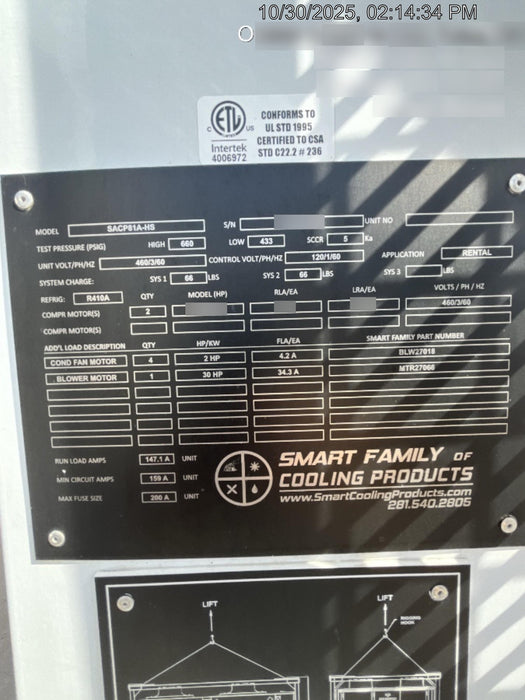 10/30/2025, 02:14:34 PM
ETL
C US
Intertek
4006972
CONFORMS TO
UL STD 1995
CERTIFIED TO CSA
STD C22.2 # 236
MODEL SACP81A-HS S/N UNIT NO
TEST PRESSURE (PSIG) HIGH 660 LOW 433 SCCR 5 Ka
UNIT VOLT/PH/HZ 460/3/60 CONTROL VOLT/PH/HZ 120/1/60 APPLICATION RENTAL
SYSTEM CHARGE: SYS 1 66 LBS SYS 2 66 LBS SYS 3 LBS
REFRIG: R410A QTY MODEL (HP) RLA/EA LRA/EA VOLTS / PH / HZ
COMPR MOTOR(S) 2 460/3/60
COMPR MOTOR(S)
ADD'L LOAD DESCRIPTION QTY HP/KW FLA/EA SMART FAMILY PART NUMBER
COND FAN MOTOR 4 2 HP 4.2 A BLW27018
BLOWER MOTOR 1 30 HP 34.3 A MTR27066
RUN LOAD AMPS 147.1 A UNIT
MIN CIRCUIT AMPS 159 A UNIT
MAX FUSE SIZE 200 A UNIT
SMART FAMILY OF
COOLING PRODUCTS
www.SmartCoolingProducts.com
281.540.2805
LIFT LIFT
RIGGING
HOOK